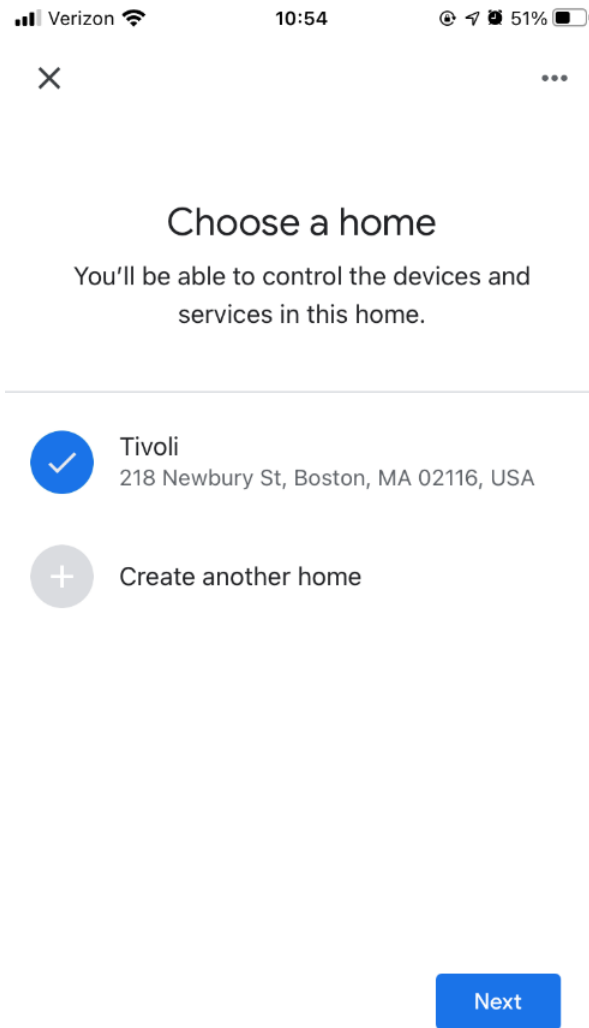 Verizon 10:54 51%
Choose a home
You'll be able to control the devices and
services in this home.
Tivoli
218 Newbury St, Boston, MA 02116, USA
Create another home
Next